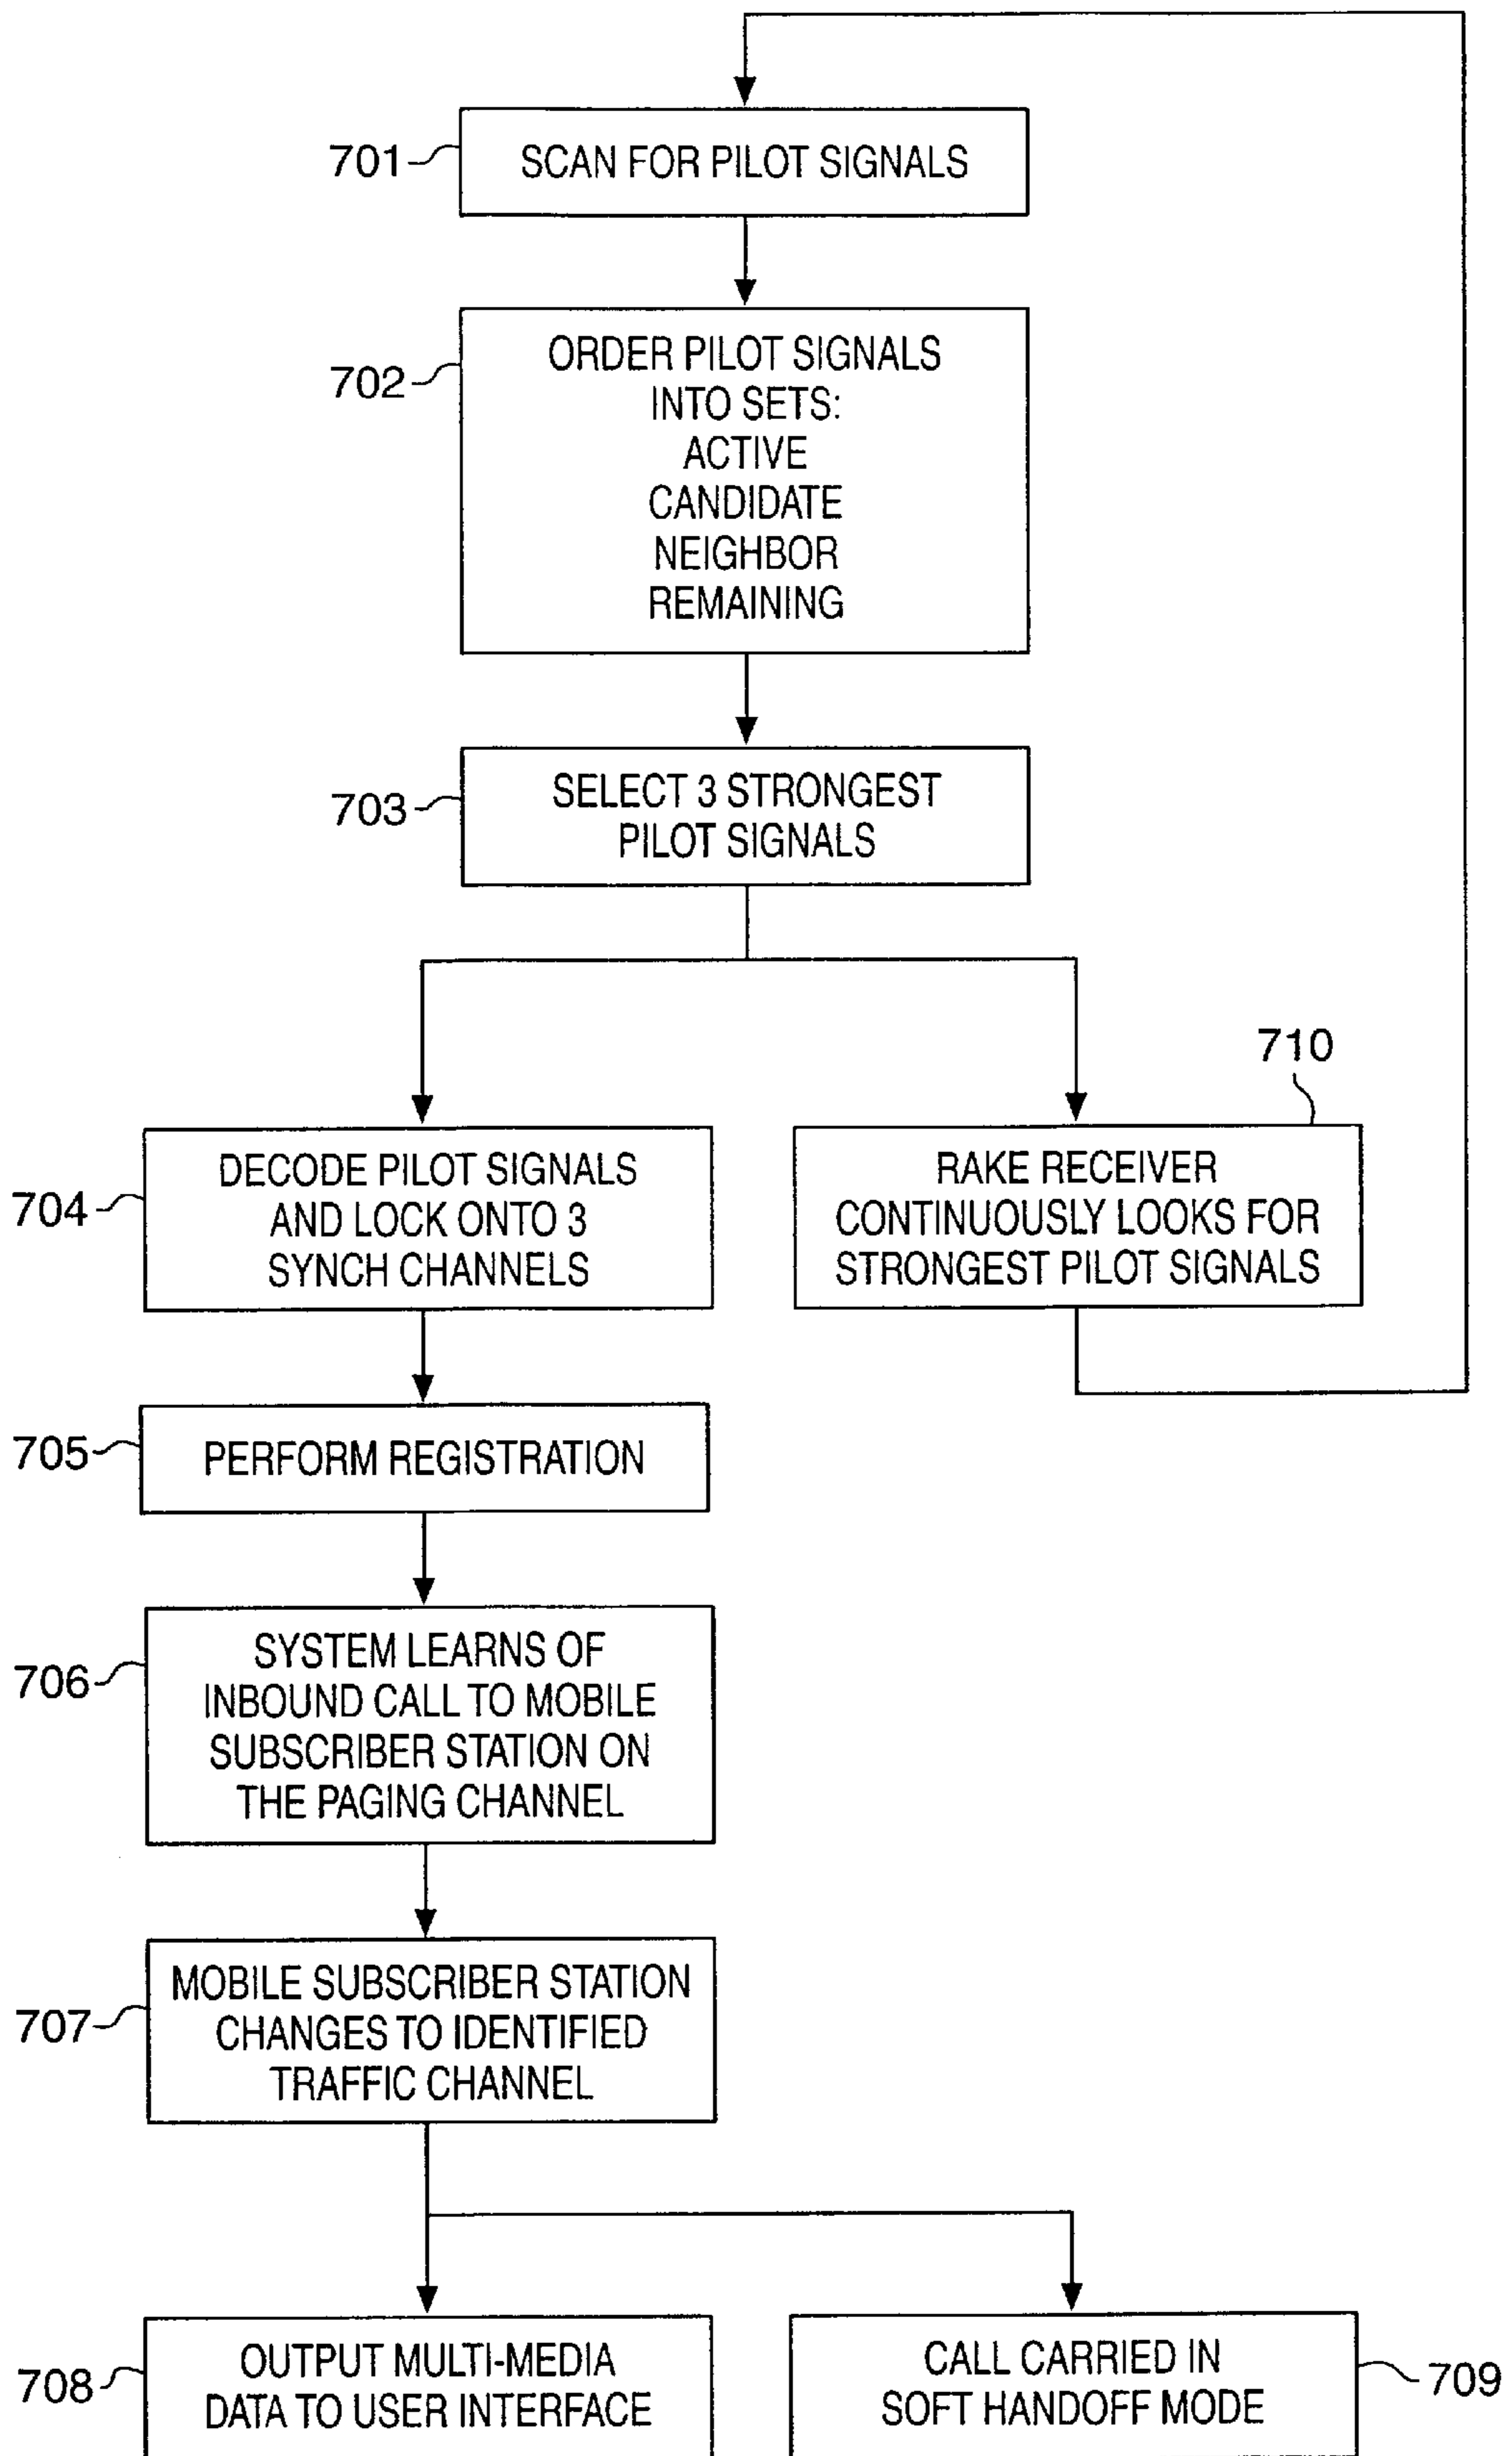 701
SCAN FOR PILOT SIGNALS
702
ORDER PILOT SIGNALS
INTO SETS:
ACTIVE
CANDIDATE
NEIGHBOR
REMAINING
703
SELECT 3 STRONGEST
PILOT SIGNALS
704
DECODE PILOT SIGNALS
AND LOCK ONTO 3
SYNCH CHANNELS
710
RAKE RECEIVER
CONTINUOUSLY LOOKS FOR
STRONGEST PILOT SIGNALS
705
PERFORM REGISTRATION
706
SYSTEM LEARNS OF
INBOUND CALL TO MOBILE
SUBSCRIBER STATION ON
THE PAGING CHANNEL
707
MOBILE SUBSCRIBER STATION
CHANGES TO IDENTIFIED
TRAFFIC CHANNEL
708
OUTPUT MULTI-MEDIA
DATA TO USER INTERFACE
CALL CARRIED IN
SOFT HANDOFF MODE
709